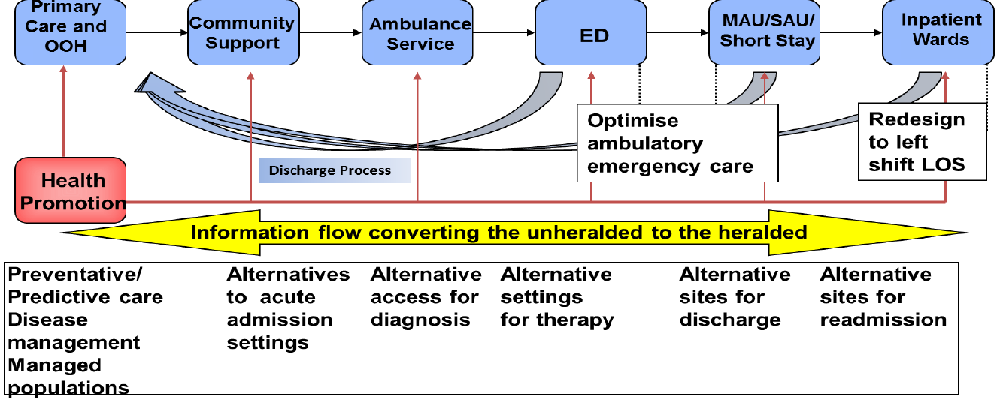 Primary
Care and
OOH
Community
Support
Ambulance
Service
ED
MAU/SAU/
Short Stay
Inpatient
Wards
Optimise
ambulatory
emergency care
Redesign
to left
shift LOS
Discharge Process
Health
Promotion
Information flow converting the unheralded to the heralded
Preventative/
Predictive care
Disease
management
Managed
populations
Alternatives
to acute
admission
settings
Alternative
access for
diagnosis
Alternative
settings
for therapy
Alternative
sites for
discharge
Alternative
sites for
readmission